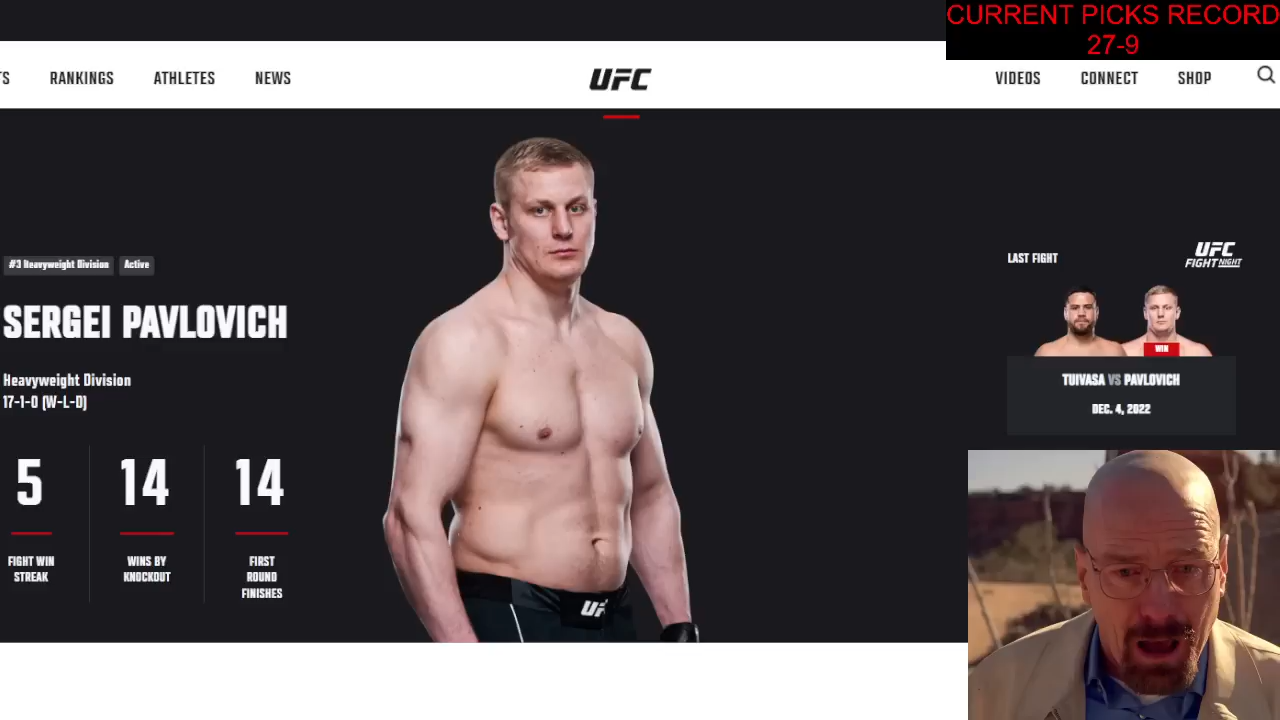 CURRENT PICKS RECORD
27-9
TS RANKINGS ATHLETES NEWS UFC VIDEOS CONNECT SHOP
#3 Heavyweight Division Active
SERGEI PAVLOVICH
Heavyweight Division
17-1-0 (W-L-D)
5 14 14
FIGHT WIN
STREAK
WINS BY
KNOCKOUT
FIRST
ROUND
FINISHES
LAST FIGHT
UFC
FIGHT NIGHT
WIN
TUIVASA VS PAVLOVICH
DEC. 4, 2022
UF